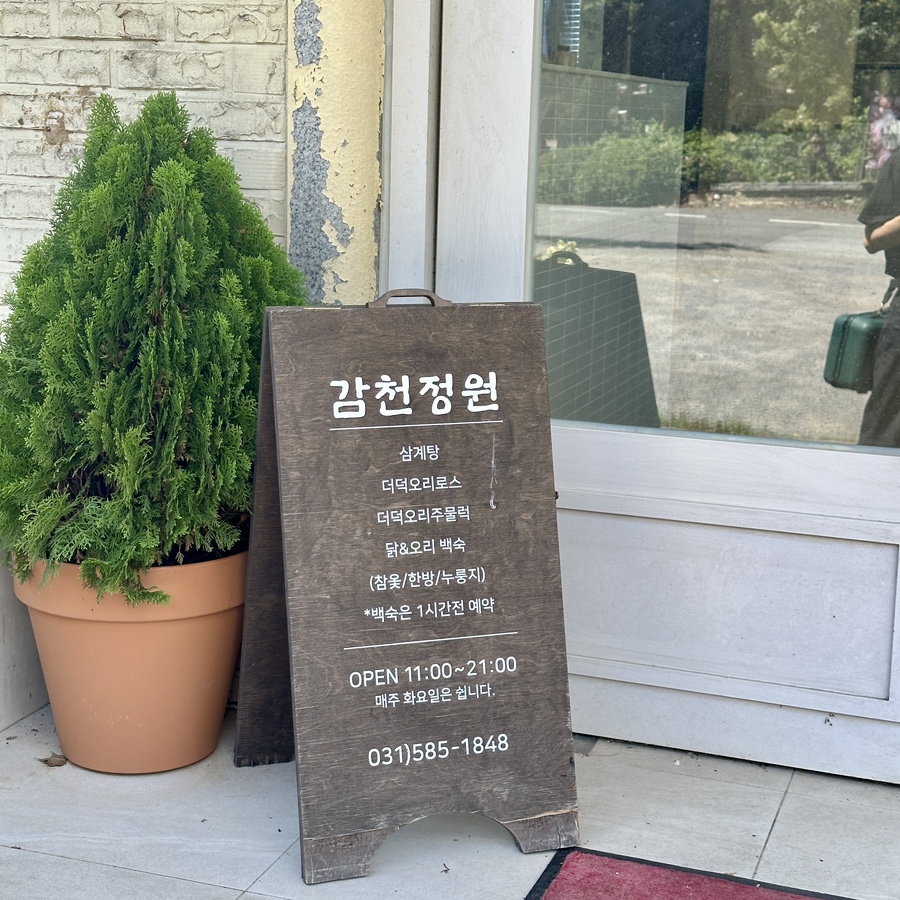 감천정원
삼계탕
더덕오리로스
더덕오리주물럭
닭&오리 백숙
(참옻/한방/누룽지)
*백숙은 1시간전 예약
OPEN 11:00~21:00
매주 화요일은 쉽니다.
031)585-1848